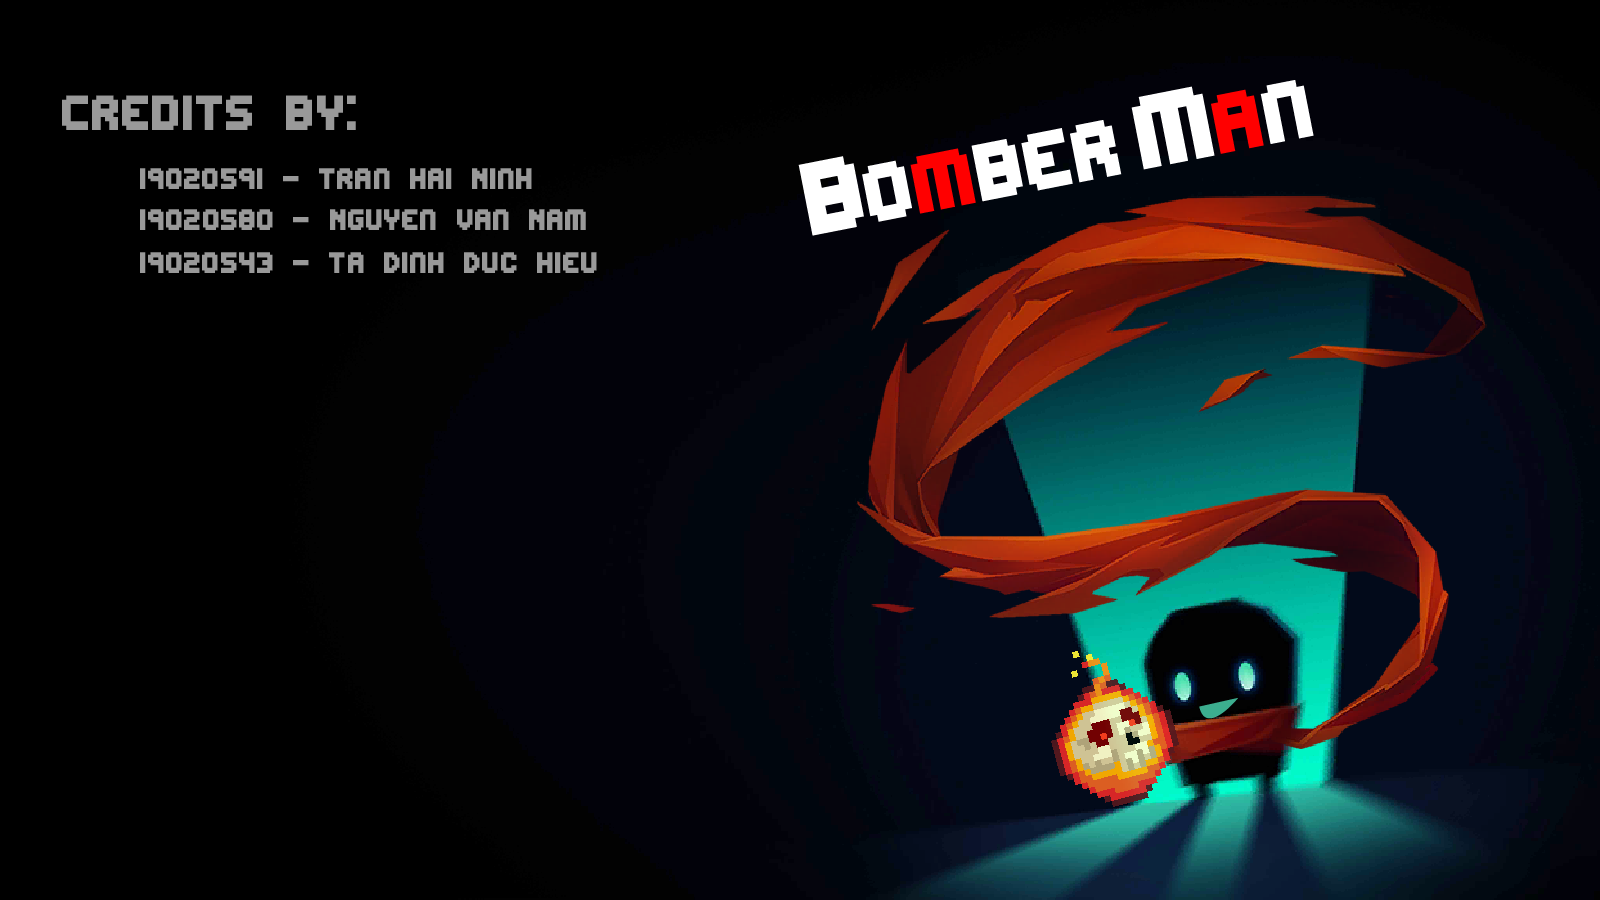 CREDITS BY:
19020591 - TRAN HAI NINH
19020580 - NGUYEN VAN NAM
19020543 - TA DINH DUC HIEU
BomBER MAn